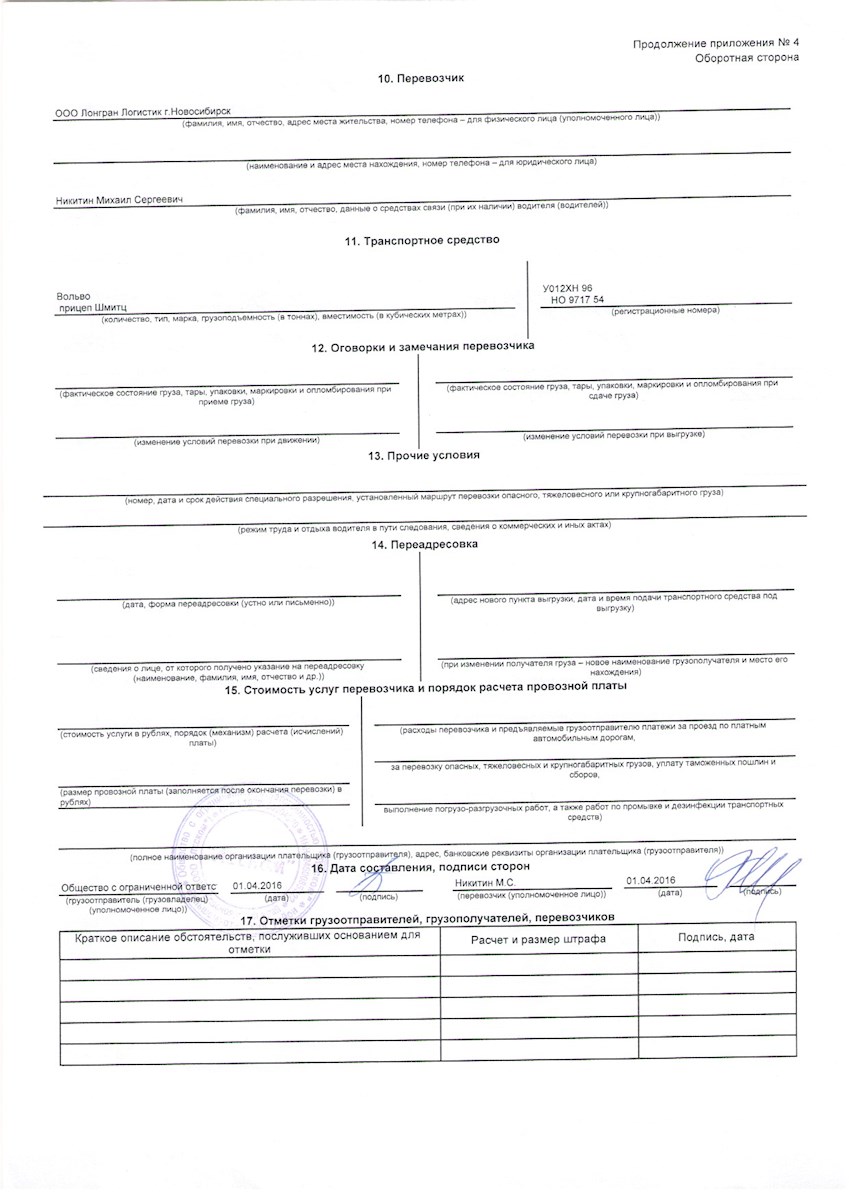 Продолжение приложения № 4
Оборотная сторона
10. Перевозчик
ООО Лонгран Логистик г.Новосибирск
(фамилия, имя, отчество, адрес места жительства, номер телефона – для физического лица (уполномоченного лица))
(наименование и адрес места нахождения, номер телефона – для юридического лица)
Никитин Михаил Сергеевич
(фамилия, имя, отчество, данные о средствах связи (при их наличии) водителя (водителей))
11. Транспортное средство
Вольво
прицеп Шмитц
(количество, тип, марка, грузоподъемность (в тоннах), вместимость (в кубических метрах))
У012ХН 96
НО 9717 54
(регистрационные номера)
12. Оговорки и замечания перевозчика
(фактическое состояние груза, тары, упаковки, маркировки и опломбирования при
приеме груза)
(фактическое состояние груза, тары, упаковки, маркировки и опломбирования при
сдаче груза)
(изменение условий перевозки при движении)
(изменение условий перевозки при выгрузке)
13. Прочие условия
(номер, дата и срок действия специального разрешения, установленный маршрут перевозки опасного, тяжеловесного или крупногабаритного груза)
(режим труда и отдыха водителя в пути следования, сведения о коммерческих и иных актах)
14. Переадресовка
(дата, форма переадресовки (устно или письменно))
(адрес нового пункта выгрузки, дата и время подачи транспортного средства под
выгрузку)
(сведения о лице, от которого получено указание на переадресовку
(наименование, фамилия, имя, отчество и др.))
(при изменении получателя груза – новое наименование грузополучателя и место его
нахождения)
15. Стоимость услуг перевозчика и порядок расчета провозной платы
(стоимость услуги в рублях, порядок (механизм) расчета (исчислений)
платы)
(расходы перевозчика и предъявляемые грузоотправителю платежи за проезд по платным
автомобильным дорогам,
за перевозку опасных, тяжеловесных и крупногабаритных грузов, уплату таможенных пошлин и
сборов,
(размер провозной платы (заполняется после окончания перевозки) в
рублях)
выполнение погрузо-разгрузочных работ, а также работ по промывке и дезинфекции транспортных
средств)
(полное наименование организации плательщика (грузоотправителя), адрес, банковские реквизиты организации плательщика (грузоотправителя))
16. Дата составления, подписи сторон
Общество с ограниченной ответс 01.04.2016 Никитин М.С. 01.04.2016
(грузоотправитель (грузовладелец) (дата) (подпись) (перевозчик (уполномоченное лицо)) (дата) (подпись)
(уполномоченное лицо))
17. Отметки грузоотправителей, грузополучателей, перевозчиков
Краткое описание обстоятельств, послуживших основанием для
отметки
Расчет и размер штрафа
Подпись, дата